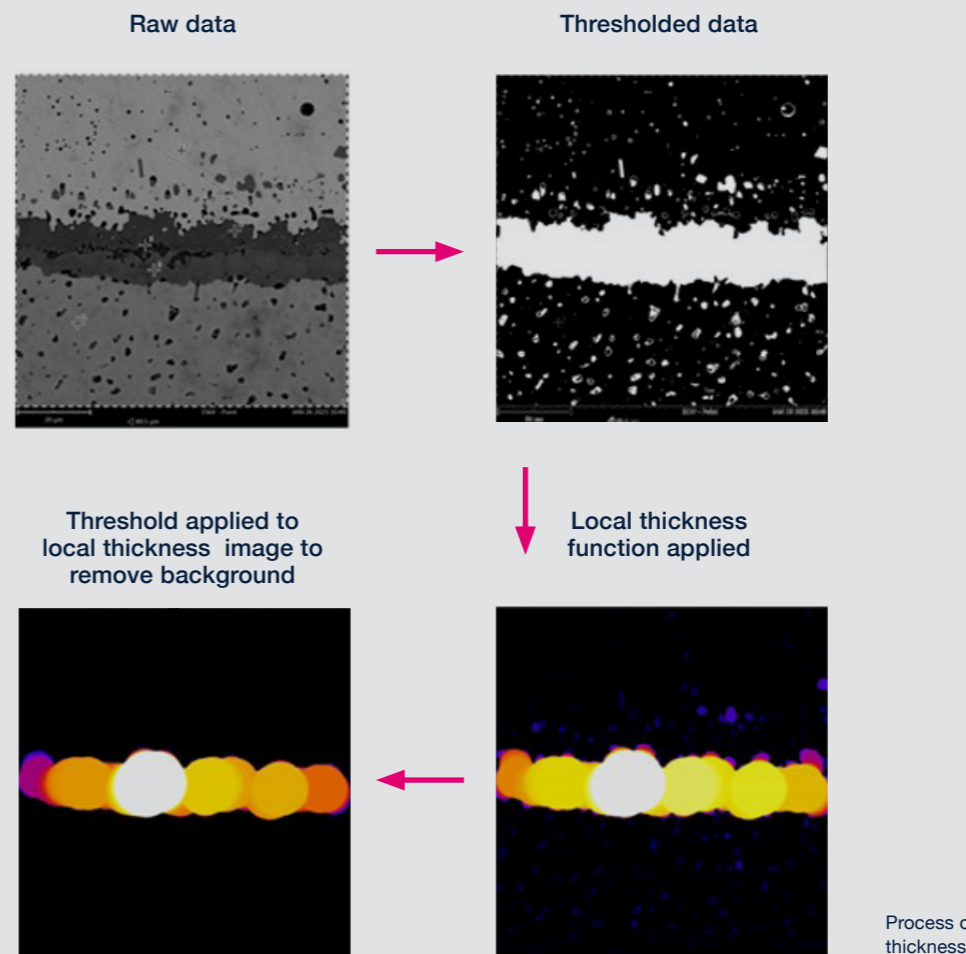 Raw data
Thresholded data
Threshold applied to
local thickness image to
remove background
Local thickness
function applied
Process
thickness